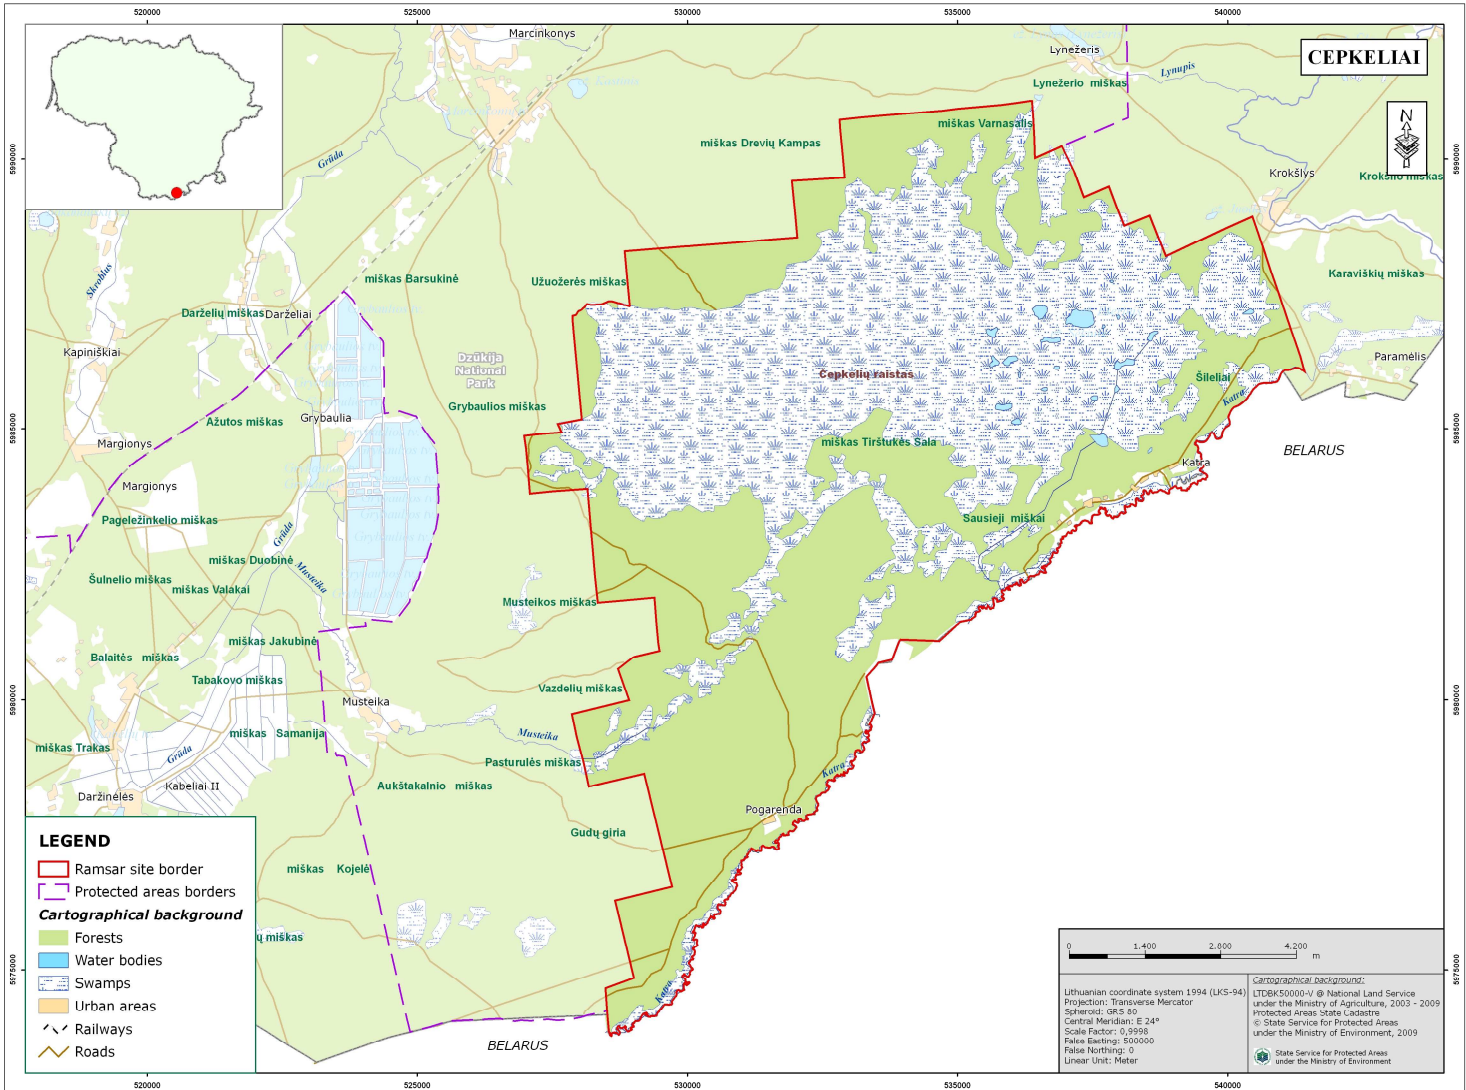 520000
525000
530000
535000
540000
CEPKELIAI
N
Marcinkonys
Lynežeris
Lynupis
Lynežerio miškas
miškas Varnasalis
miškas Drevių Kampas
Grūda
Krokšlys
Krokšlio miškas
5990000
5990000
Skroblus
miškas Barsukinė
Užuožerės miškas
Karaviškių miškas
Darželių miškas
Darželiai
Kapiniškiai
Dzūkija
National
Park
Paramėlis
Čepkelių raistas
Šileliai
Katra
Grybaulios miškas
Grybaulia
Ažutos miškas
5985000
5985000
Margionys
miškas Tirštukės Sala
BELARUS
Katra
Margionys
Pageležinkelio miškas
Grūda
Sausieji miškai
miškas Duobinė
Musteika
Šulnelio miškas
miškas Valakai
Musteikos miškas
miškas Jakubinė
Balaitės miškas
Tabakovo miškas
Vazdelių miškas
5980000
5980000
Musteika
miškas Samanija
Musteika
miškas Trakas
Grūda
Pasturulės miškas
Katra
Kabeliai II
Aukštakalnio miškas
Daržinėlės
Pogarenda
Gudų giria
miškas Kojelė
ų miškas
5975000
5975000
Katra
BELARUS
LEGEND
Ramsar site border
Protected areas borders
Cartographical background
Forests
Water bodies
Swamps
Urban areas
Railways
Roads
0 1.400 2.800 4.200 m
Lithuanian coordinate system 1994 (LKS-94)
Projection: Transverse Mercator
Spheroid: GRS 80
Central Meridian: E 24°
Scale Factor: 0,9998
False Easting: 500000
False Northing: 0
Linear Unit: Meter
Cartographical background:
LTDBK50000-V @ National Land Service
under the Ministry of Agriculture, 2003 - 2009
Protected Areas State Cadastre
© State Service for Protected Areas
under the Ministry of Environment, 2009
State Service for Protected Areas
under the Ministry of Environment
520000
525000
530000
535000
540000